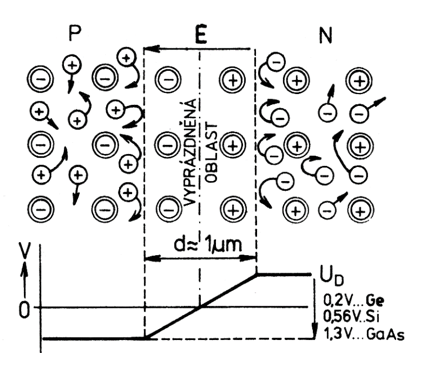 P E N
VYPRÁZDNĚNÁ
OBLAST
d≈1μm
V
0
U_D
0,2V...Ge
0,56V..Si
1,3V...GaAs